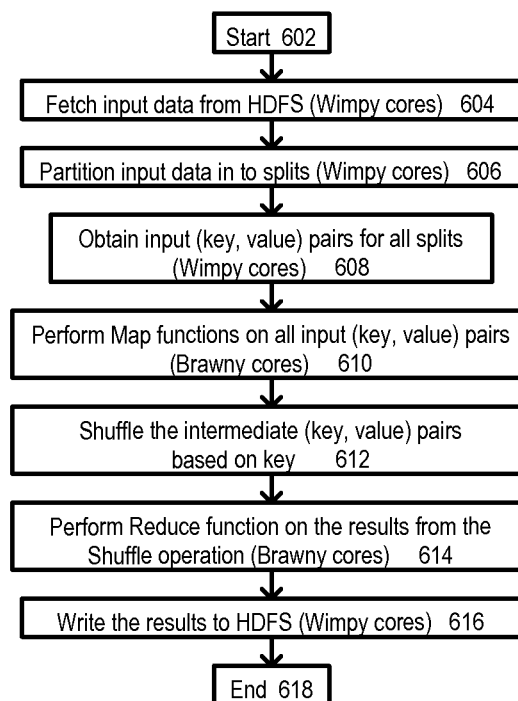 Start 602
Fetch input data from HDFS (Wimpy cores) 604
Partition input data in to splits (Wimpy cores) 606
Obtain input (key, value) pairs for all splits
(Wimpy cores) 608
Perform Map functions on all input (key, value) pairs
(Brawny cores) 610
Shuffle the intermediate (key, value) pairs
based on key 612
Perform Reduce function on the results from the
Shuffle operation (Brawny cores) 614
Write the results to HDFS (Wimpy cores) 616
End 618